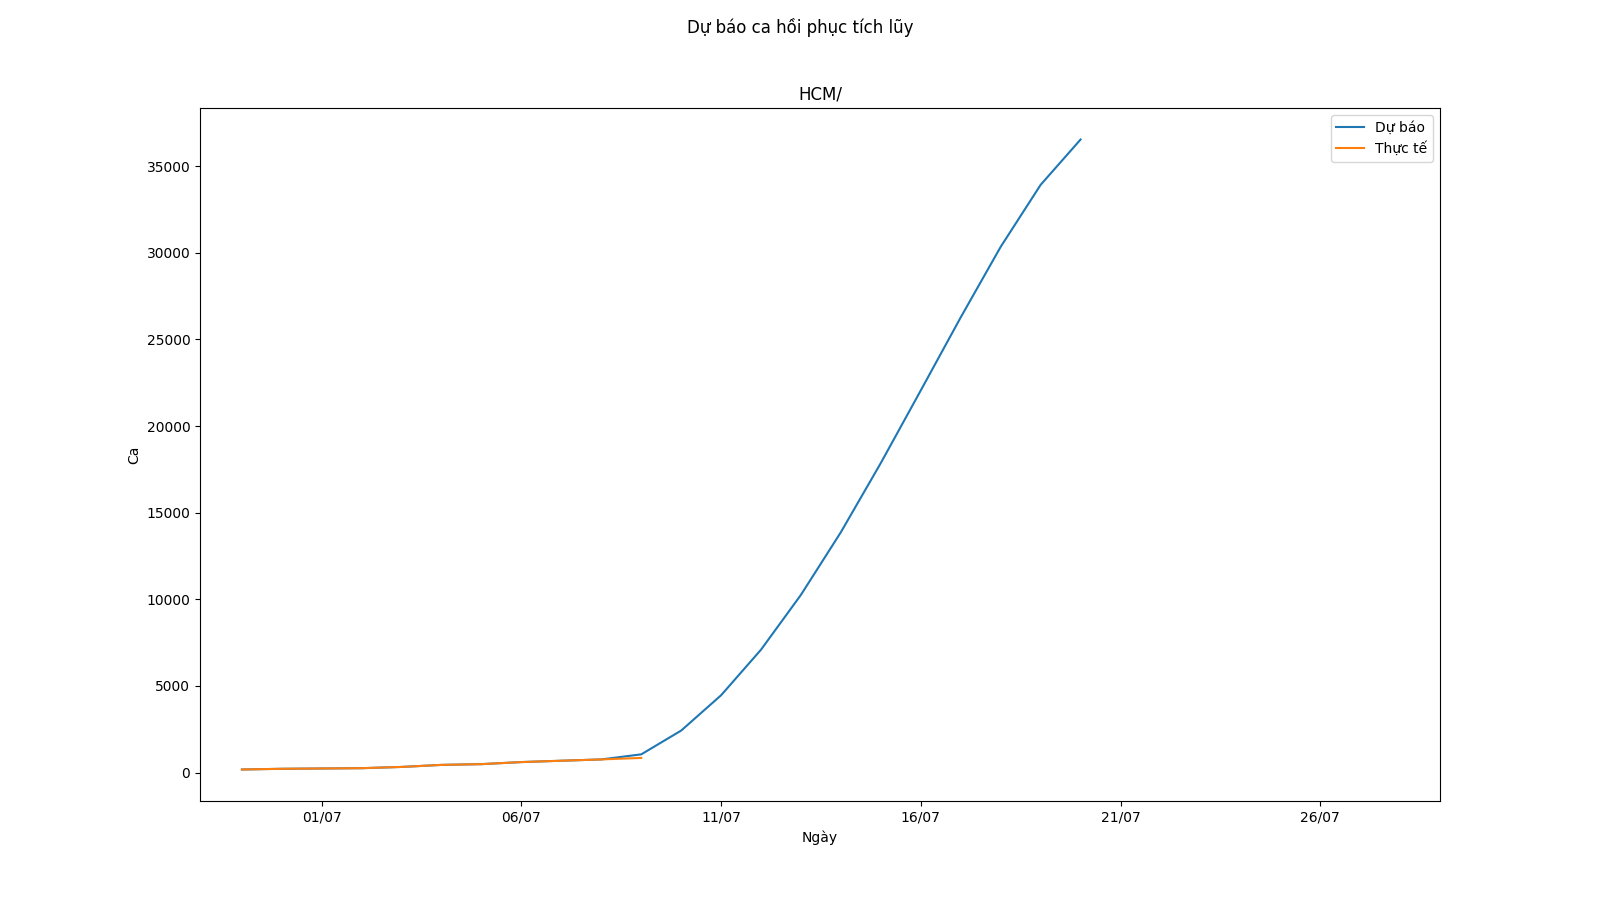 Dự báo ca hồi phục tích lũy
HCM/
Dự báo
Thực tế
35000
30000
25000
20000
15000
10000
5000
0
Ca
01/07
06/07
11/07
16/07
21/07
26/07
Ngày